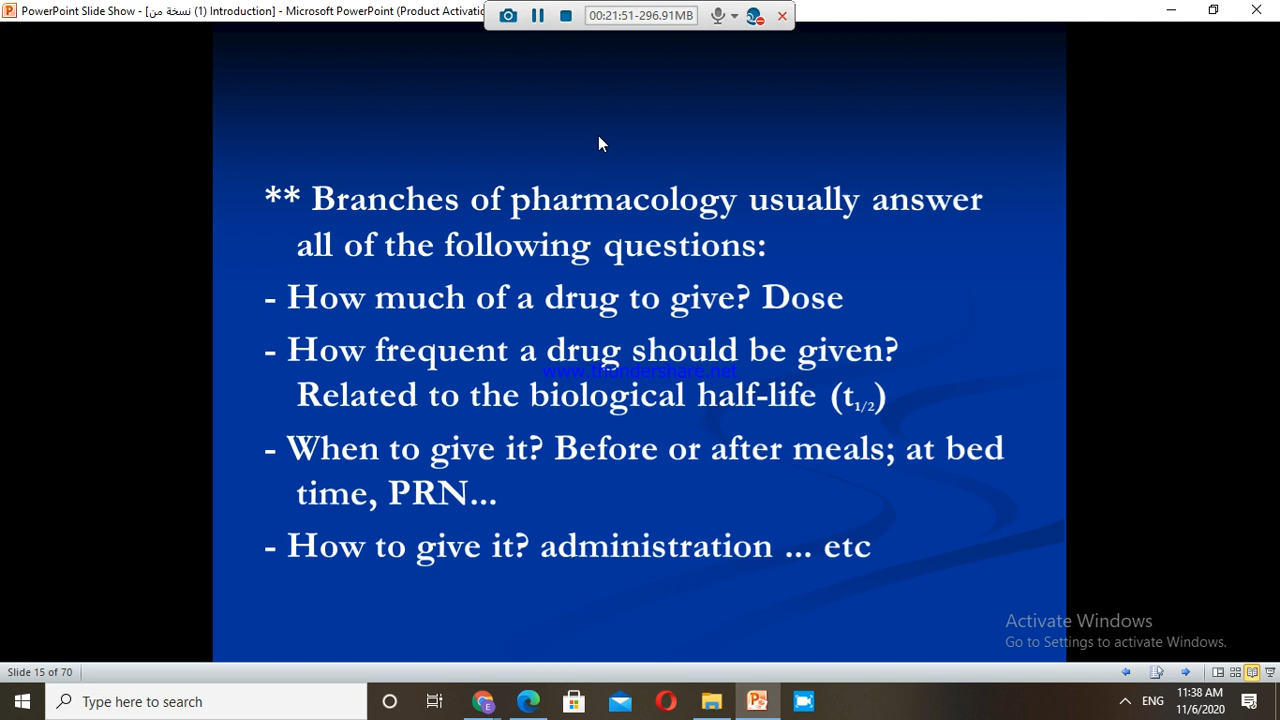 PowerPoint Slide Show - [نسخة من (1) Introduction] - Microsoft PowerPoint (Product Activatio
00:21:51-296.91MB
** Branches of pharmacology usually answer
all of the following questions:
- How much of a drug to give? Dose
- How frequent a drug should be given?
www.thundershare.net
Related to the biological half-life (t1/2)
- When to give it? Before or after meals; at bed
time, PRN...
- How to give it? administration ... etc
Activate Windows
Go to Settings to activate Windows.
Slide 15 of 70
Type here to search
ENG
11:38 AM
11/6/2020